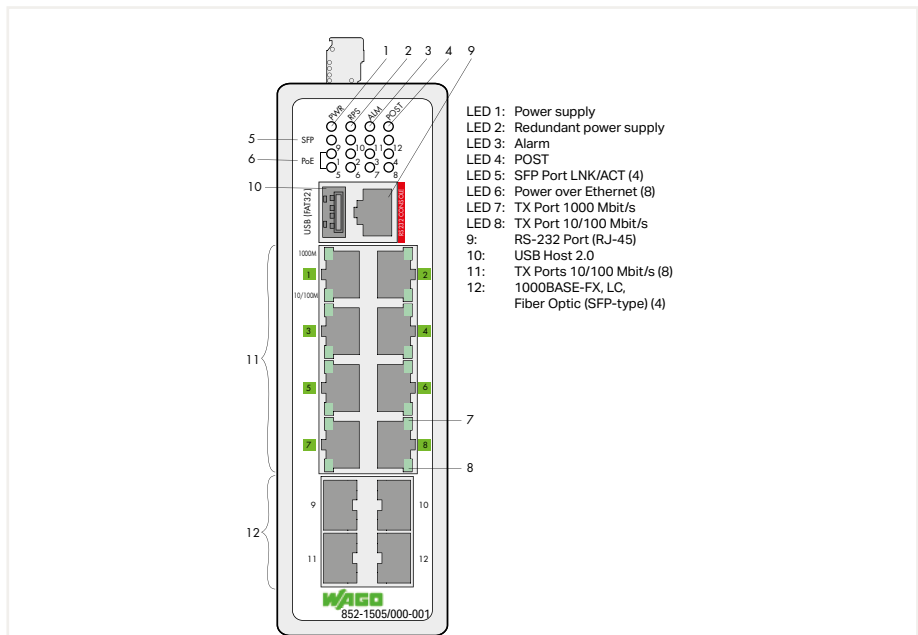 1 2 3 4 9
PWR RPS ALM POST
5 SFP
9 10 11 12
6 PoE
1 2 3 4
5 6 7 8
10
USB (FAT32)
RS 232 CONSOLE
1000M
1 2
10/100M
3 4
11
5 6
7
7 8
8
9 10
12
11 12
WAGO
852-1505/000-001
LED 1: Power supply
LED 2: Redundant power supply
LED 3: Alarm
LED 4: POST
LED 5: SFP Port LNK/ACT (4)
LED 6: Power over Ethernet (8)
LED 7: TX Port 1000 Mbit/s
LED 8: TX Port 10/100 Mbit/s
9: RS-232 Port (RJ-45)
10: USB Host 2.0
11: TX Ports 10/100 Mbit/s (8)
12: 1000BASE-FX, LC,
Fiber Optic (SFP-type) (4)